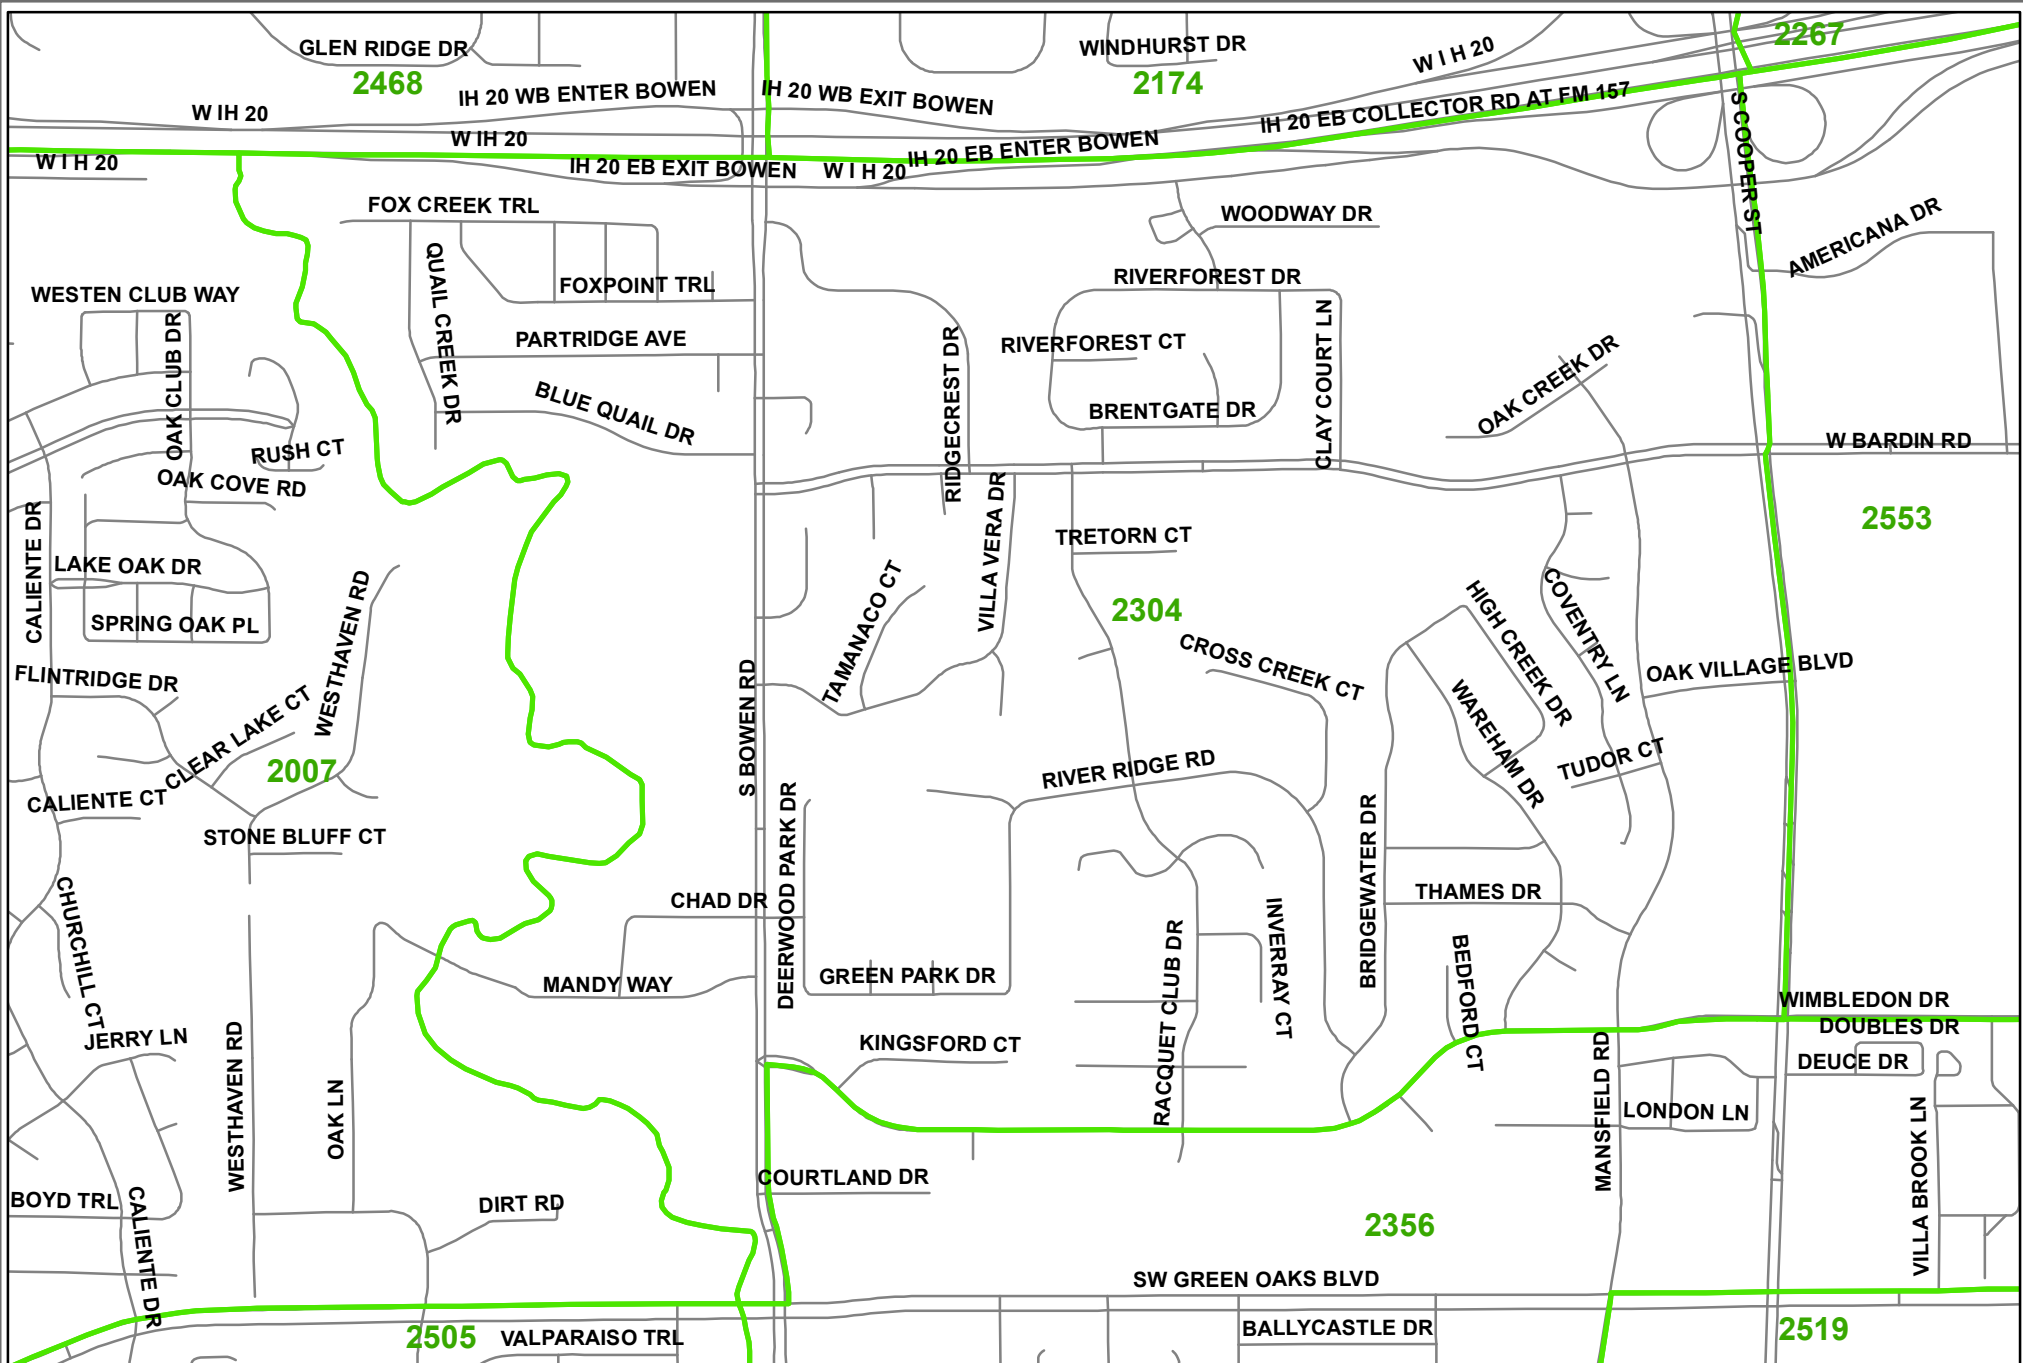 GLEN RIDGE DR
2468
WINDHURST DR
2174
W I H 20
2267
IH 20 WB ENTER BOWEN
IH 20 WB EXIT BOWEN
IH 20 EB COLLECTOR RD AT FM 157
W IH 20
W IH 20
W I H 20
IH 20 EB EXIT BOWEN
W I H 20
IH 20 EB ENTER BOWEN
S COOPER ST
FOX CREEK TRL
WOODWAY DR
AMERICANA DR
QUAIL CREEK DR
FOXPOINT TRL
RIVERFOREST DR
WESTEN CLUB WAY
OAK CLUB DR
PARTRIDGE AVE
RIDGECREST DR
RIVERFOREST CT
CLAY COURT LN
OAK CREEK DR
BLUE QUAIL DR
BRENTGATE DR
W BARDIN RD
RUSH CT
OAK COVE RD
2553
CALIENTE DR
VILLA VERA DR
TRETORN CT
LAKE OAK DR
WESTHAVEN RD
TAMANACO CT
2304
HIGH CREEK DR
COVENTRY LN
SPRING OAK PL
CROSS CREEK CT
OAK VILLAGE BLVD
FLINTRIDGE DR
CLEAR LAKE CT
S BOWEN RD
WAREHAM DR
2007
RIVER RIDGE RD
TUDOR CT
CALIENTE CT
STONE BLUFF CT
DEERWOOD PARK DR
BRIDGEWATER DR
CHURCHILL CT
CHAD DR
THAMES DR
RACQUET CLUB DR
INVERRAY CT
BEDFORD CT
MANDY WAY
GREEN PARK DR
WIMBLEDON DR
JERRY LN
KINGSFORD CT
DOUBLES DR
DEUCE DR
WESTHAVEN RD
OAK LN
MANSFIELD RD
LONDON LN
VILLA BROOK LN
COURTLAND DR
BOYD TRL
CALIENTE DR
DIRT RD
2356
SW GREEN OAKS BLVD
2505
VALPARAISO TRL
BALLYCASTLE DR
2519